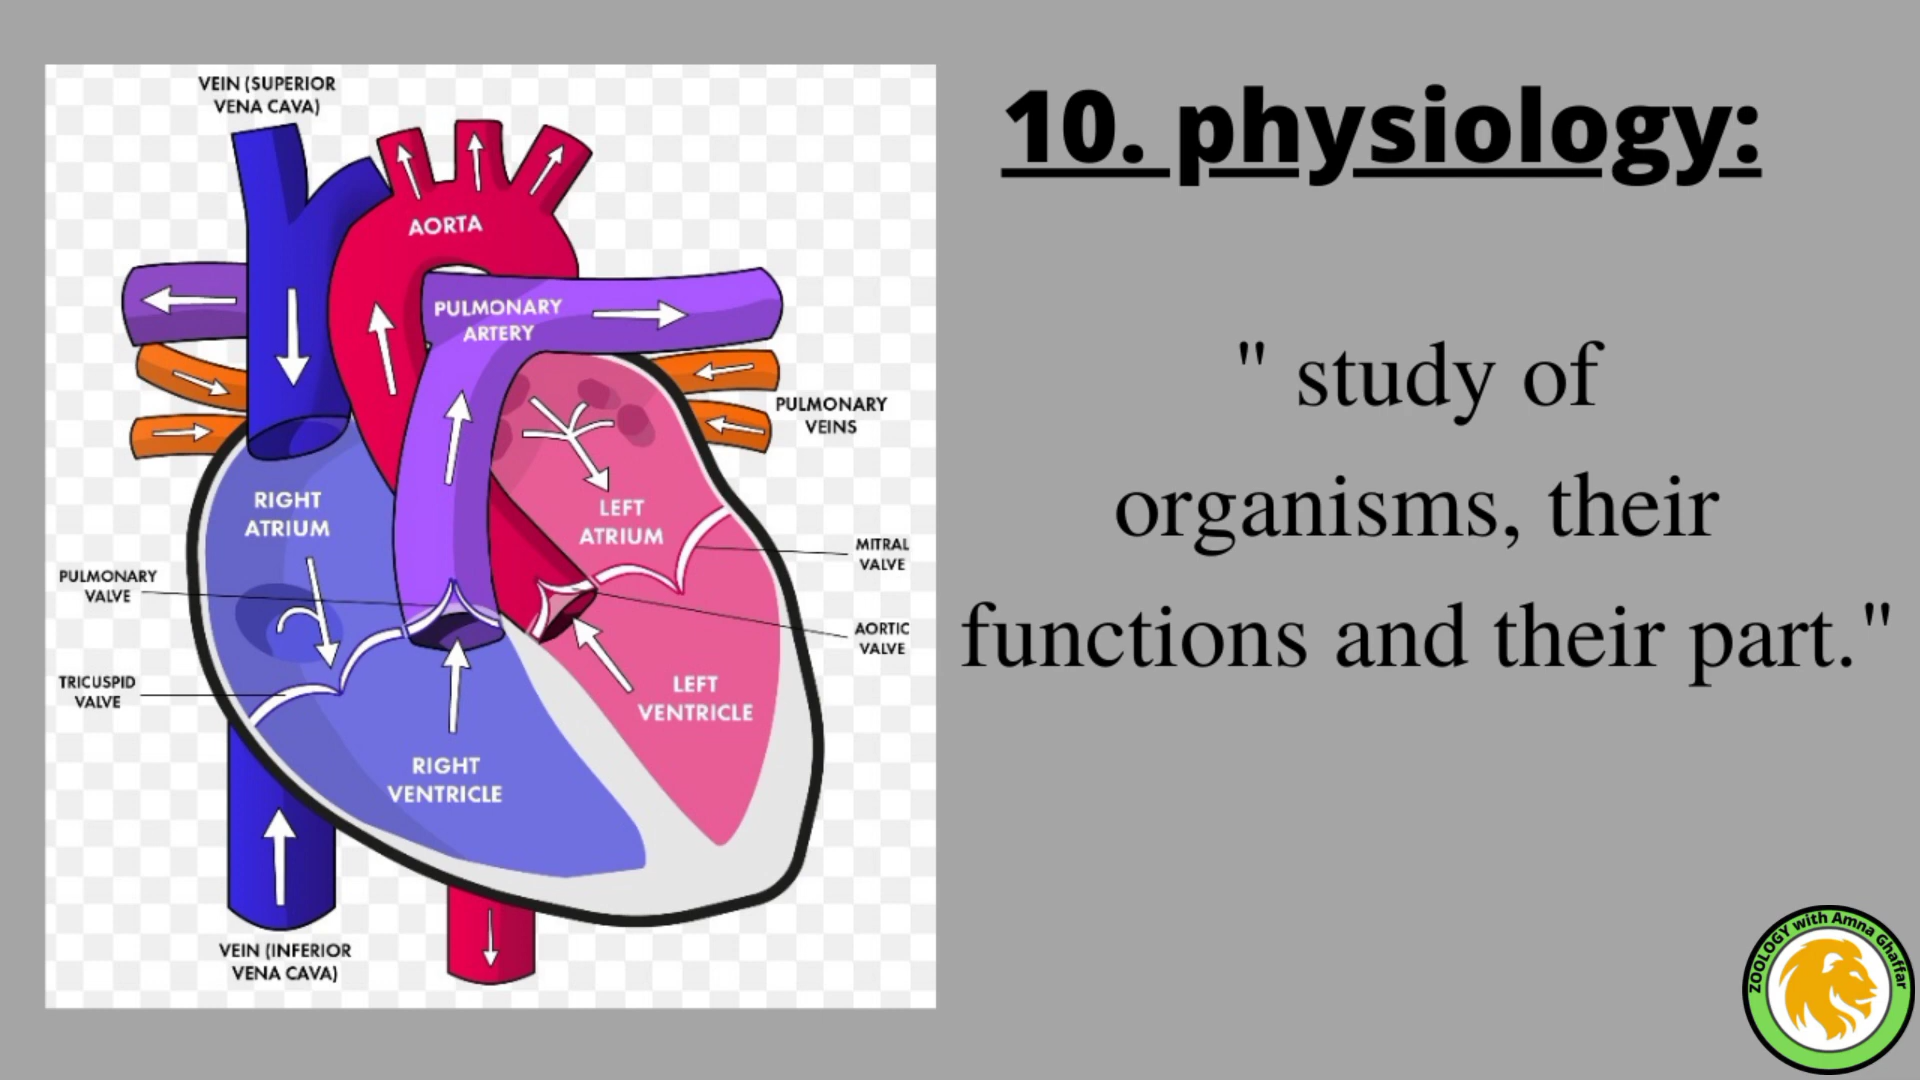 VEIN (SUPERIOR
VENA CAVA)
AORTA
PULMONARY
ARTERY
PULMONARY
VEINS
RIGHT
ATRIUM
LEFT
ATRIUM
MITRAL
VALVE
PULMONARY
VALVE
AORTIC
VALVE
TRICUSPID
VALVE
LEFT
VENTRICLE
RIGHT
VENTRICLE
VEIN (INFERIOR
VENA CAVA)
10. physiology:
" study of
organisms, their
functions and their part."
ZOOLOGY with Amna Ghaffar